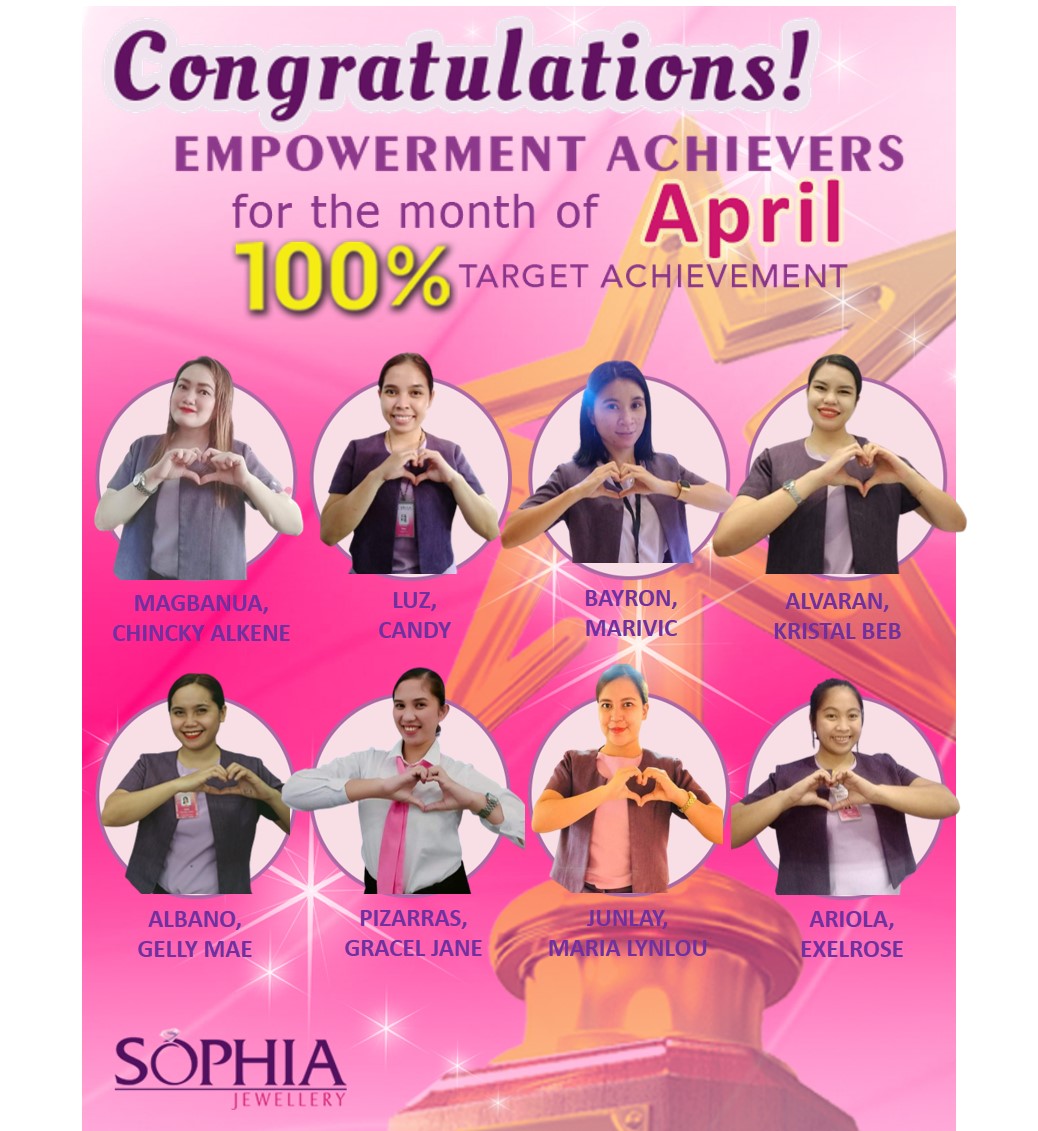 Congratulations!
EMPOWERMENT ACHIEVERS
for the month of April
100% TARGET ACHIEVEMENT
MAGBANUA,
CHINCKY ALKENE
LUZ,
CANDY
BAYRON,
MARIVIC
ALVARAN,
KRISTAL BEB
ALBANO,
GELLY MAE
PIZARRAS,
GRACEL JANE
JUNLAY,
MARIA LYNLOU
ARIOLA,
EXELROSE
SOPHIA
JEWELLERY